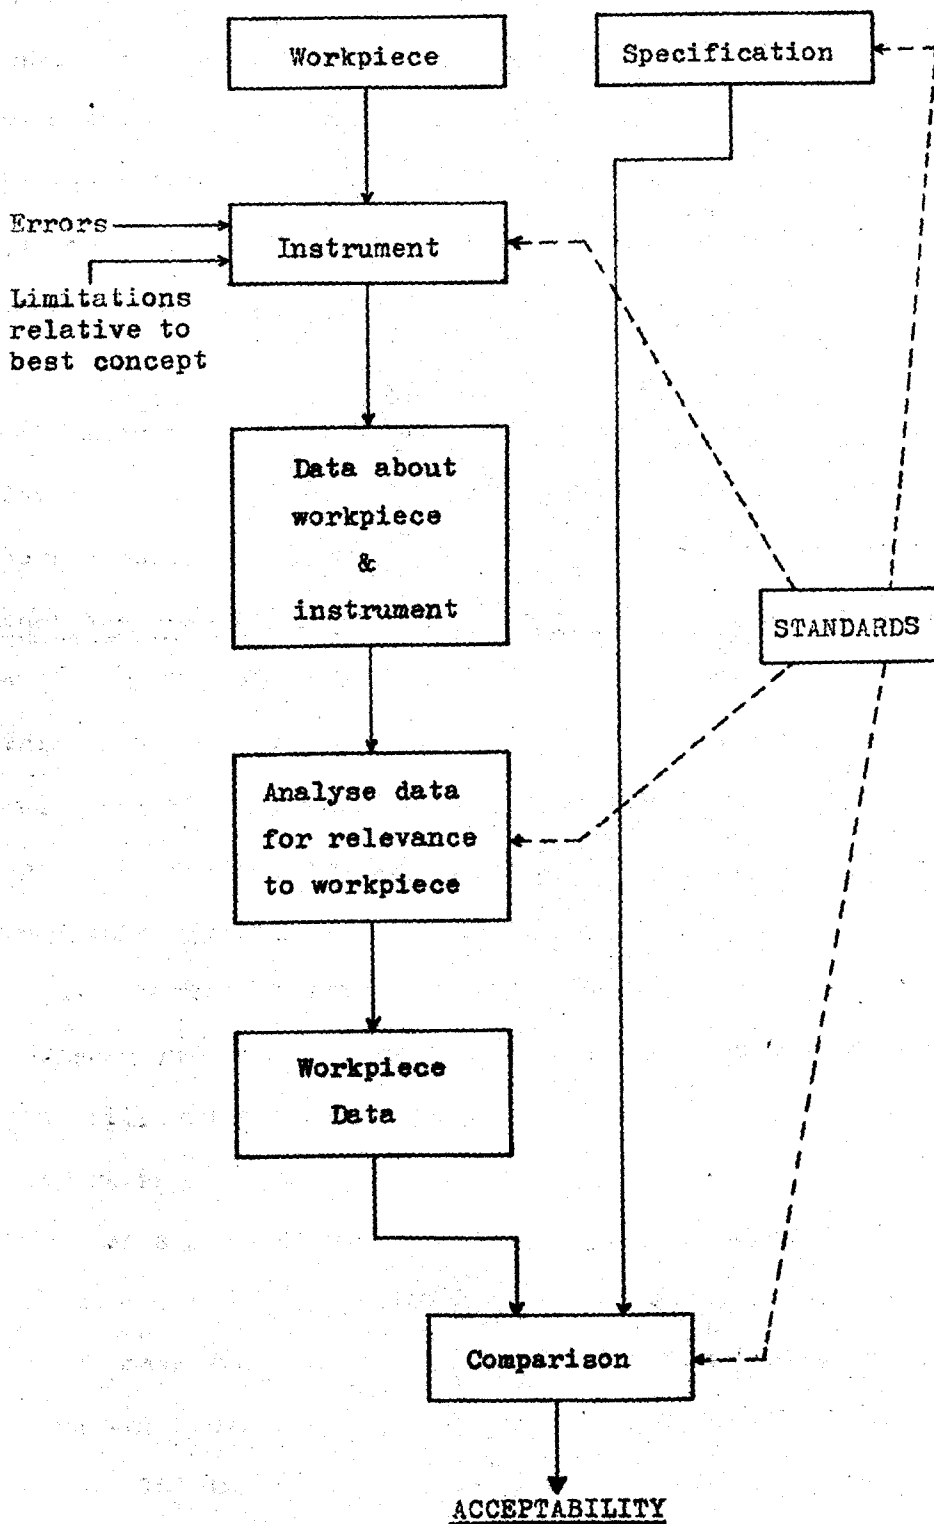 Workpiece
Specification
Errors
Instrument
Limitations
relative to
best concept
Data about
workpiece
&
instrument
STANDARDS
Analyse data
for relevance
to workpiece
Workpiece
Data
Comparison
ACCEPTABILITY